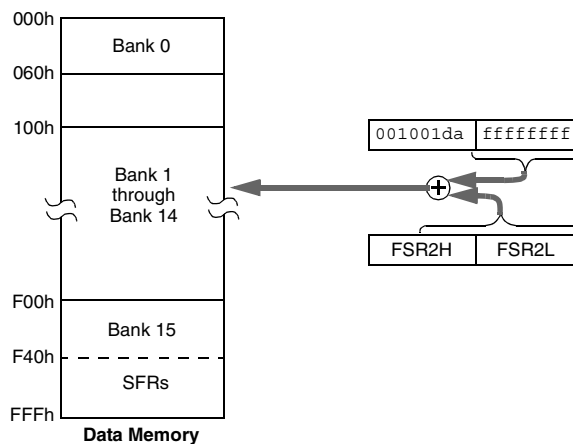 000h
Bank 0
060h
100h
001001da ffffffff
Bank 1
through
Bank 14
FSR2H FSR2L
F00h
Bank 15
F40h
SFRs
FFFh
Data Memory